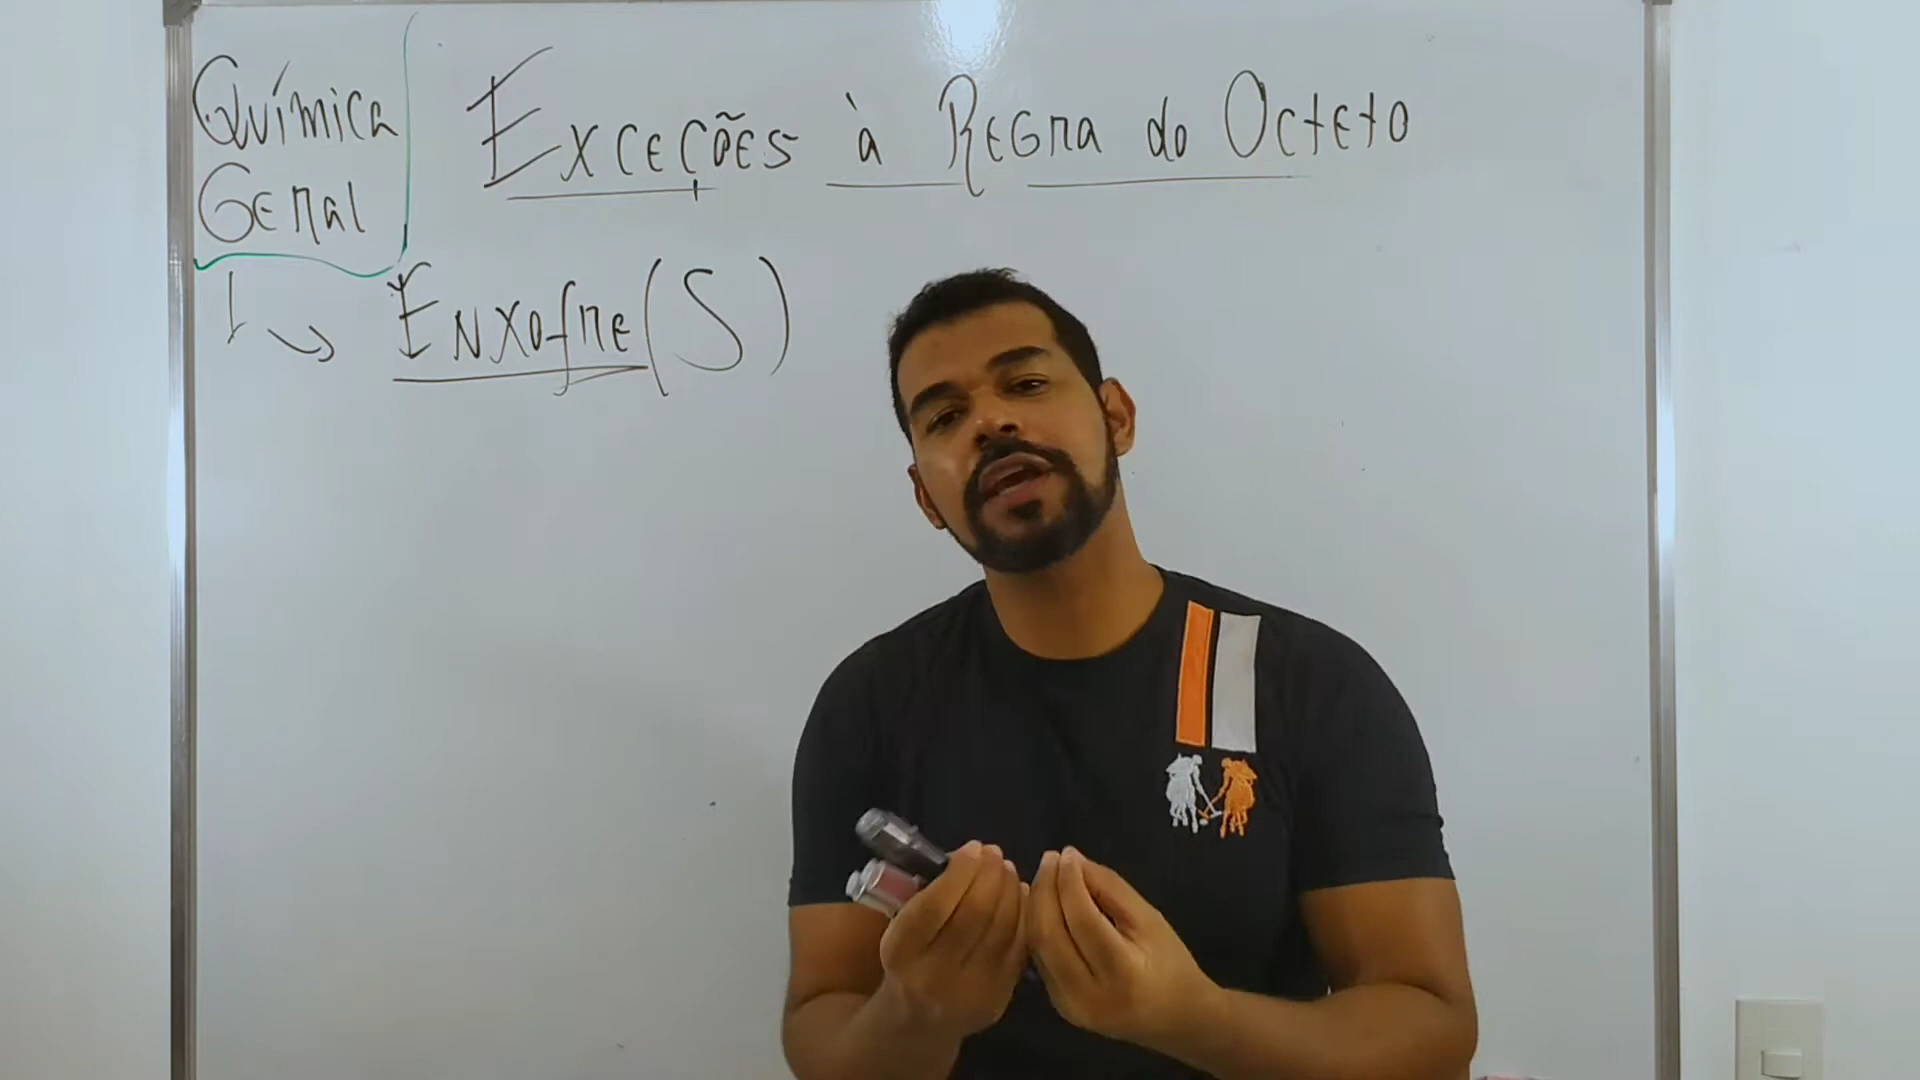 Química
Geral
Exceções à Regra do Octeto
↳ Enxofre (S)